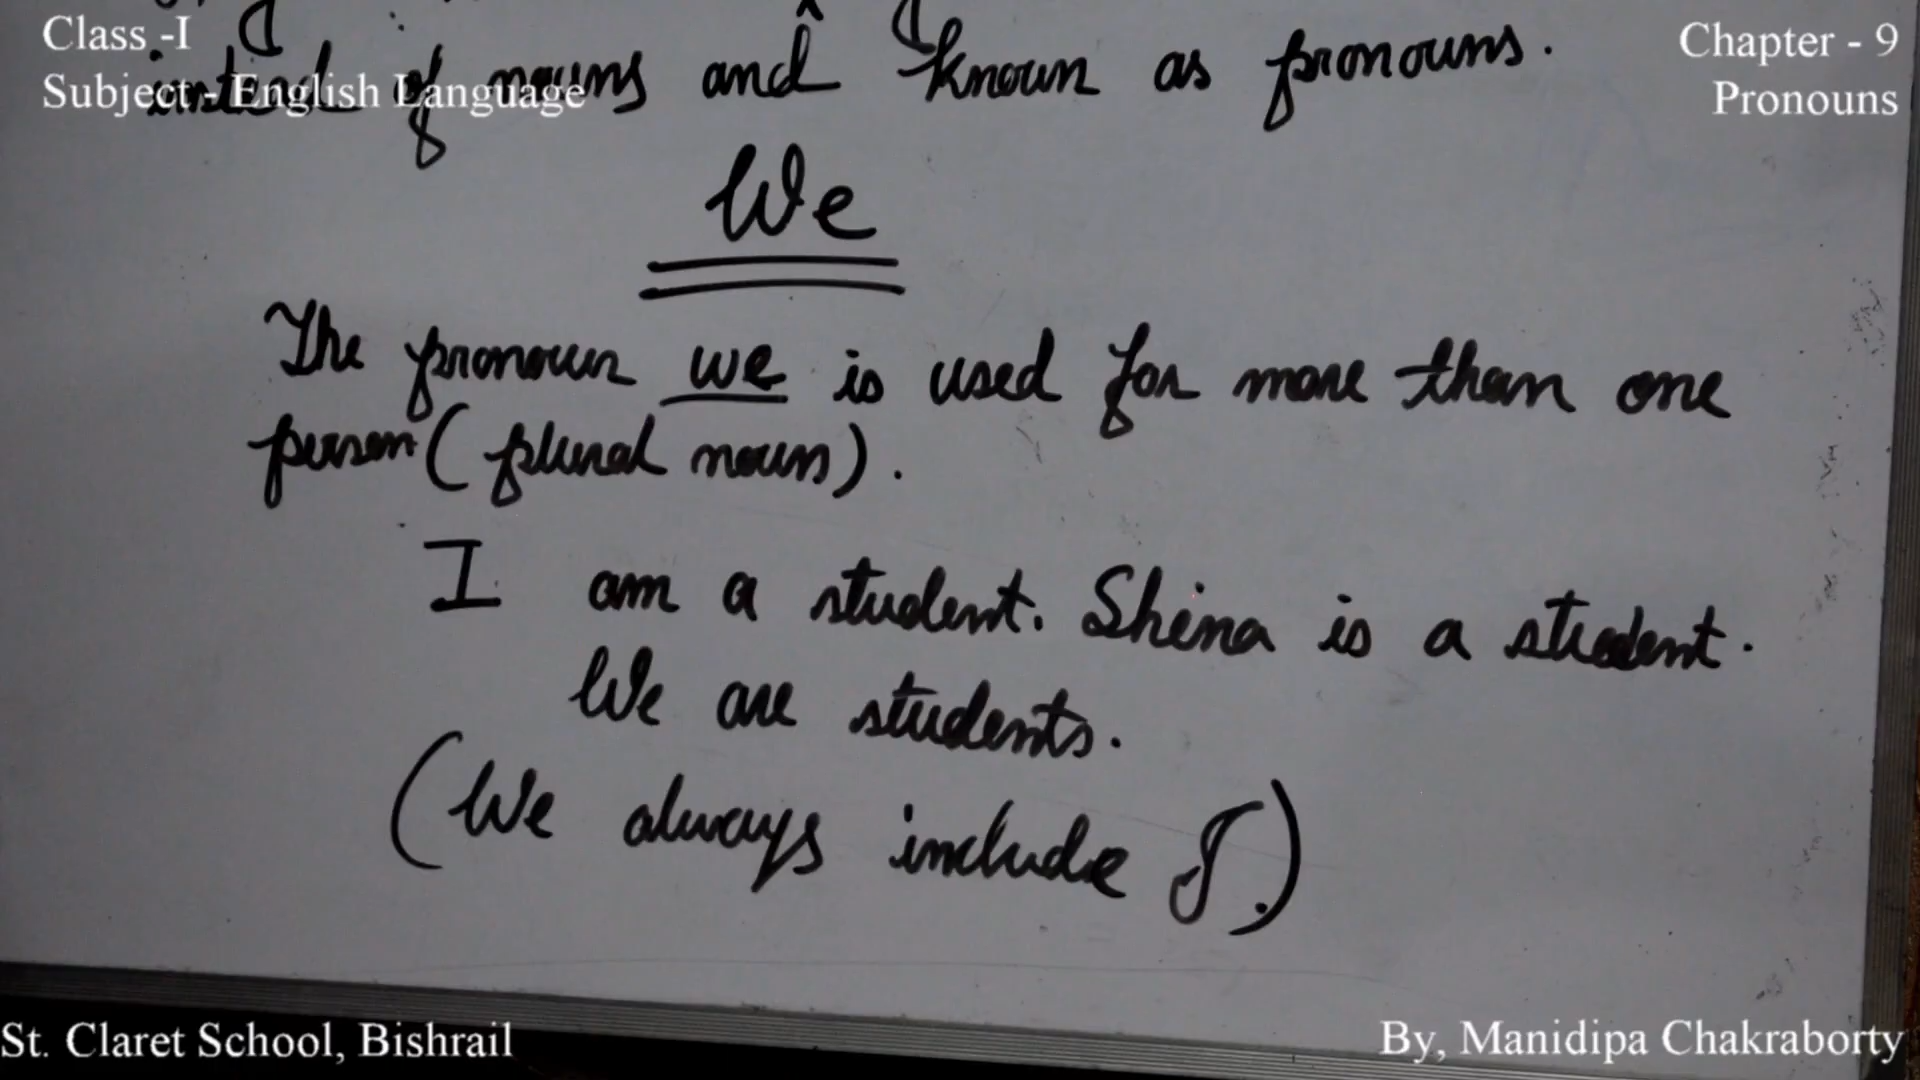 Class -I
Subject - English Language
Chapter - 9
Pronouns
of nouns and known as pronouns.
We
The pronoun we is used for more than one
person (plural noun).
I am a student. Shina is a student.
We are students.
(We always include I.)
St. Claret School, Bishrail
By, Manidipa Chakraborty